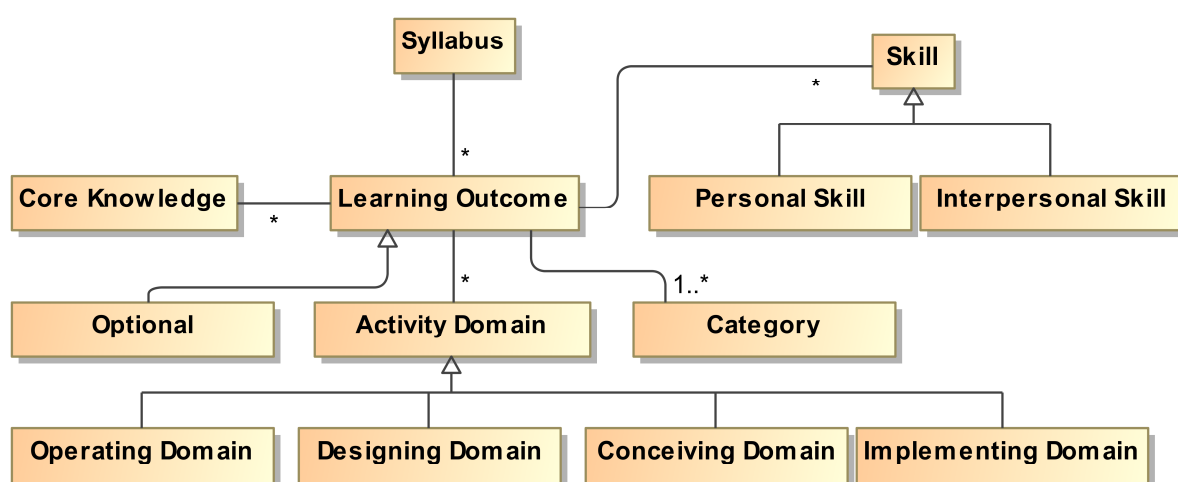 Syllabus
Skill
*
*
Core Knowledge
Learning Outcome
Personal Skill
Interpersonal Skill
*
*
1..*
Optional
Activity Domain
Category
Operating Domain
Designing Domain
Conceiving Domain
Implementing Domain